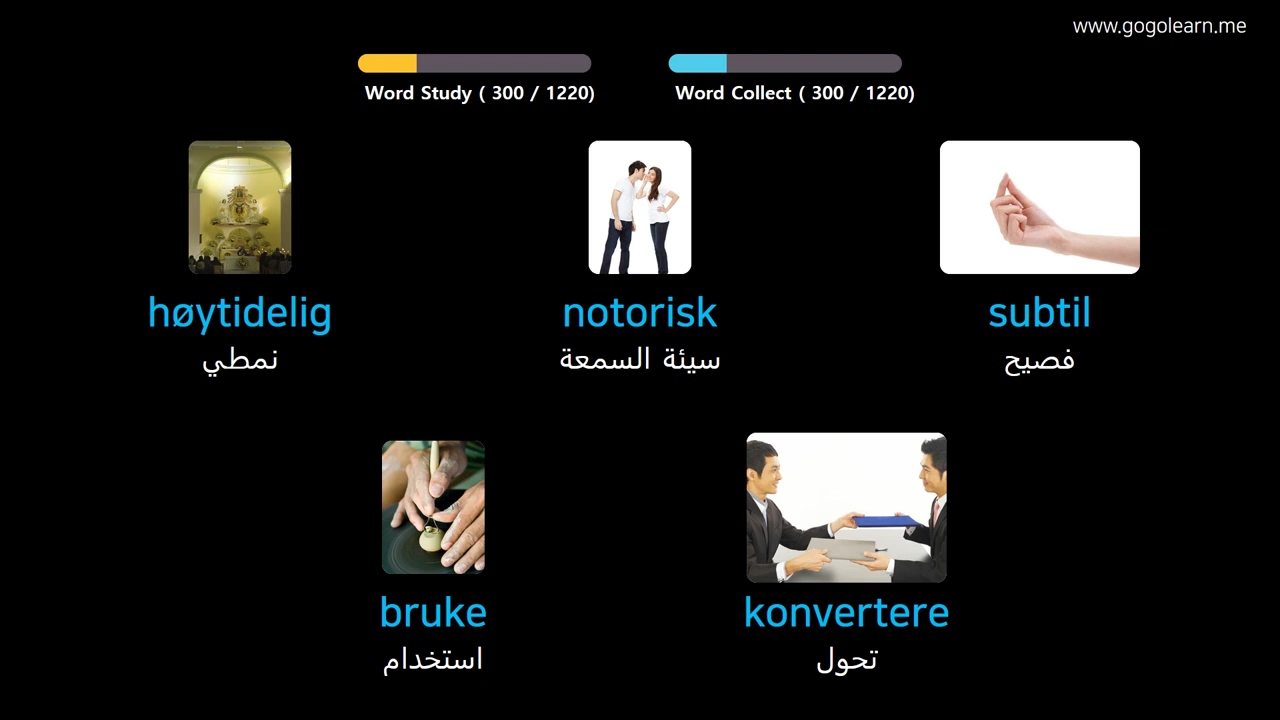 www.gogolearn.me
Word Study ( 300 / 1220)
Word Collect ( 300 / 1220)
høytidelig
notorisk
subtil
نمطي
سيئة السمعة
فصيح
bruke
konvertere
استخدام
تحول